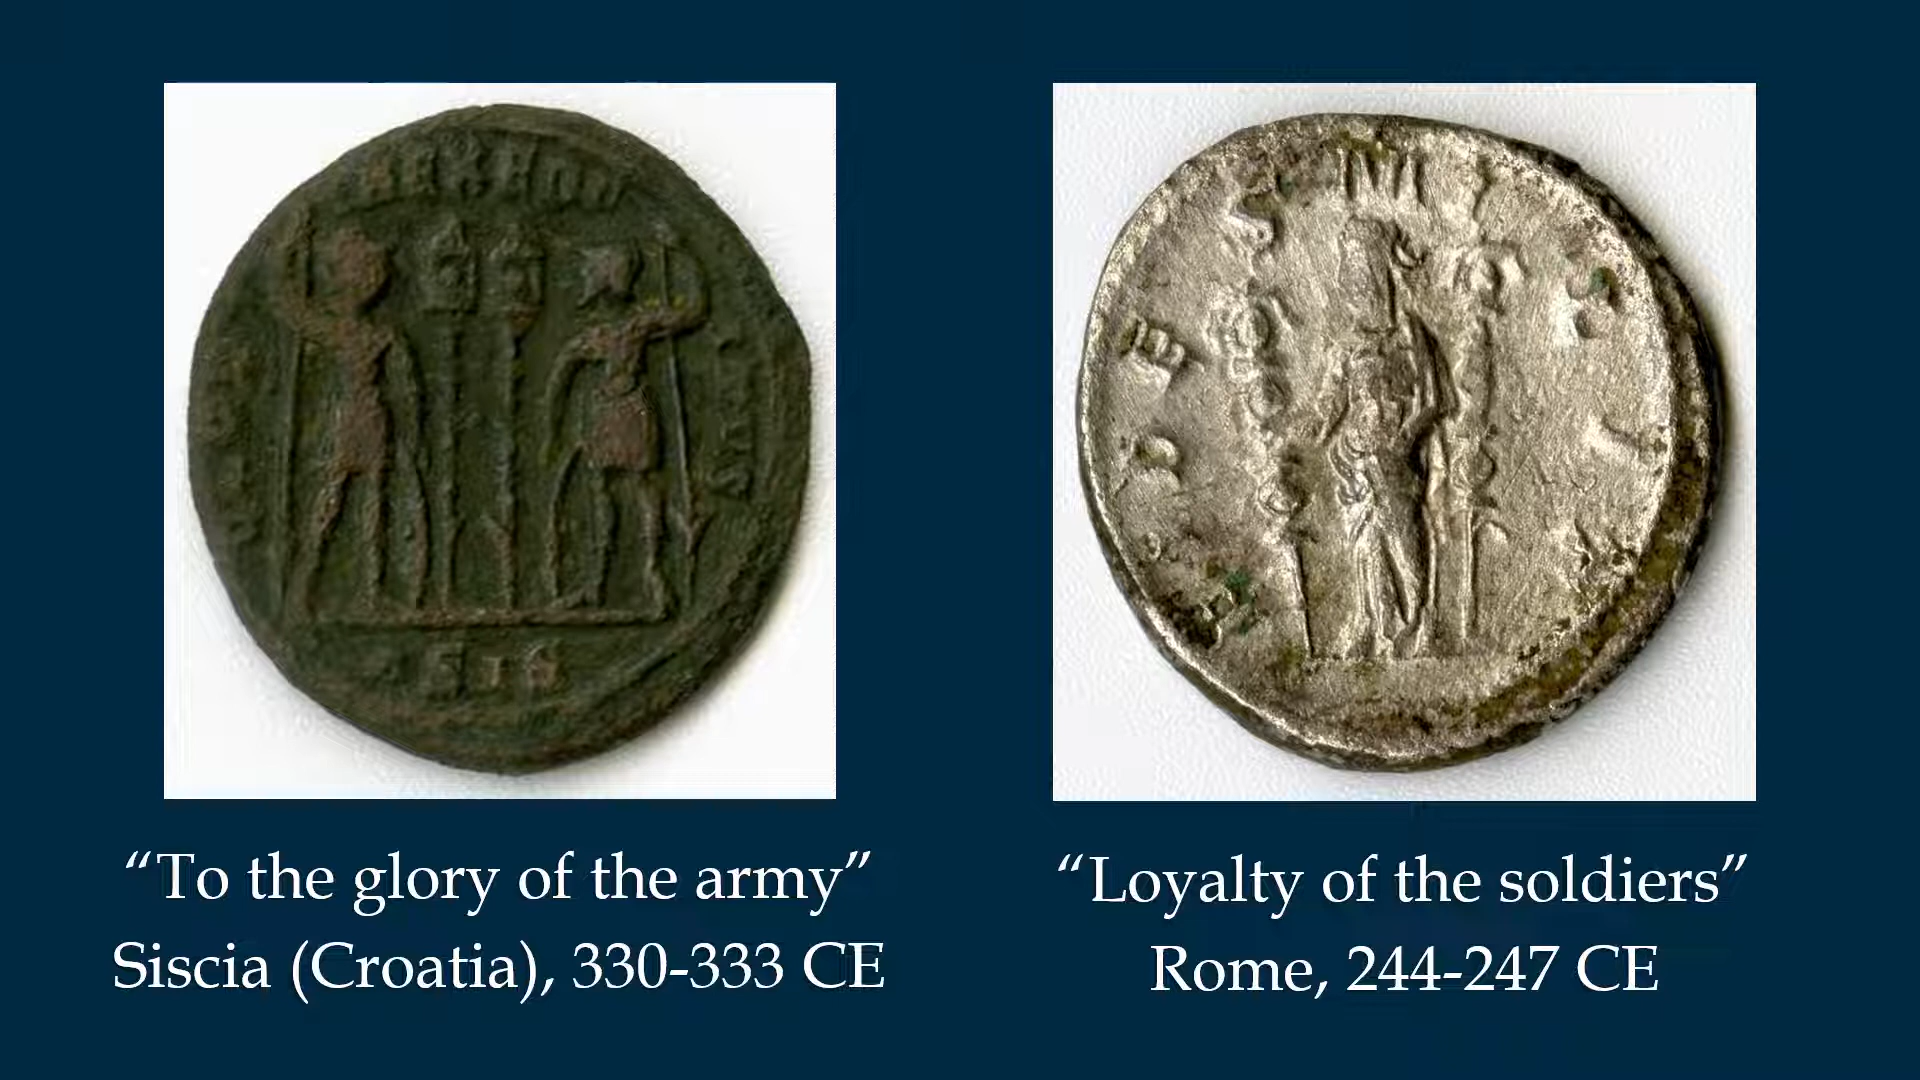 “To the glory of the army”
Siscia (Croatia), 330-333 CE
“Loyalty of the soldiers”
Rome, 244-247 CE